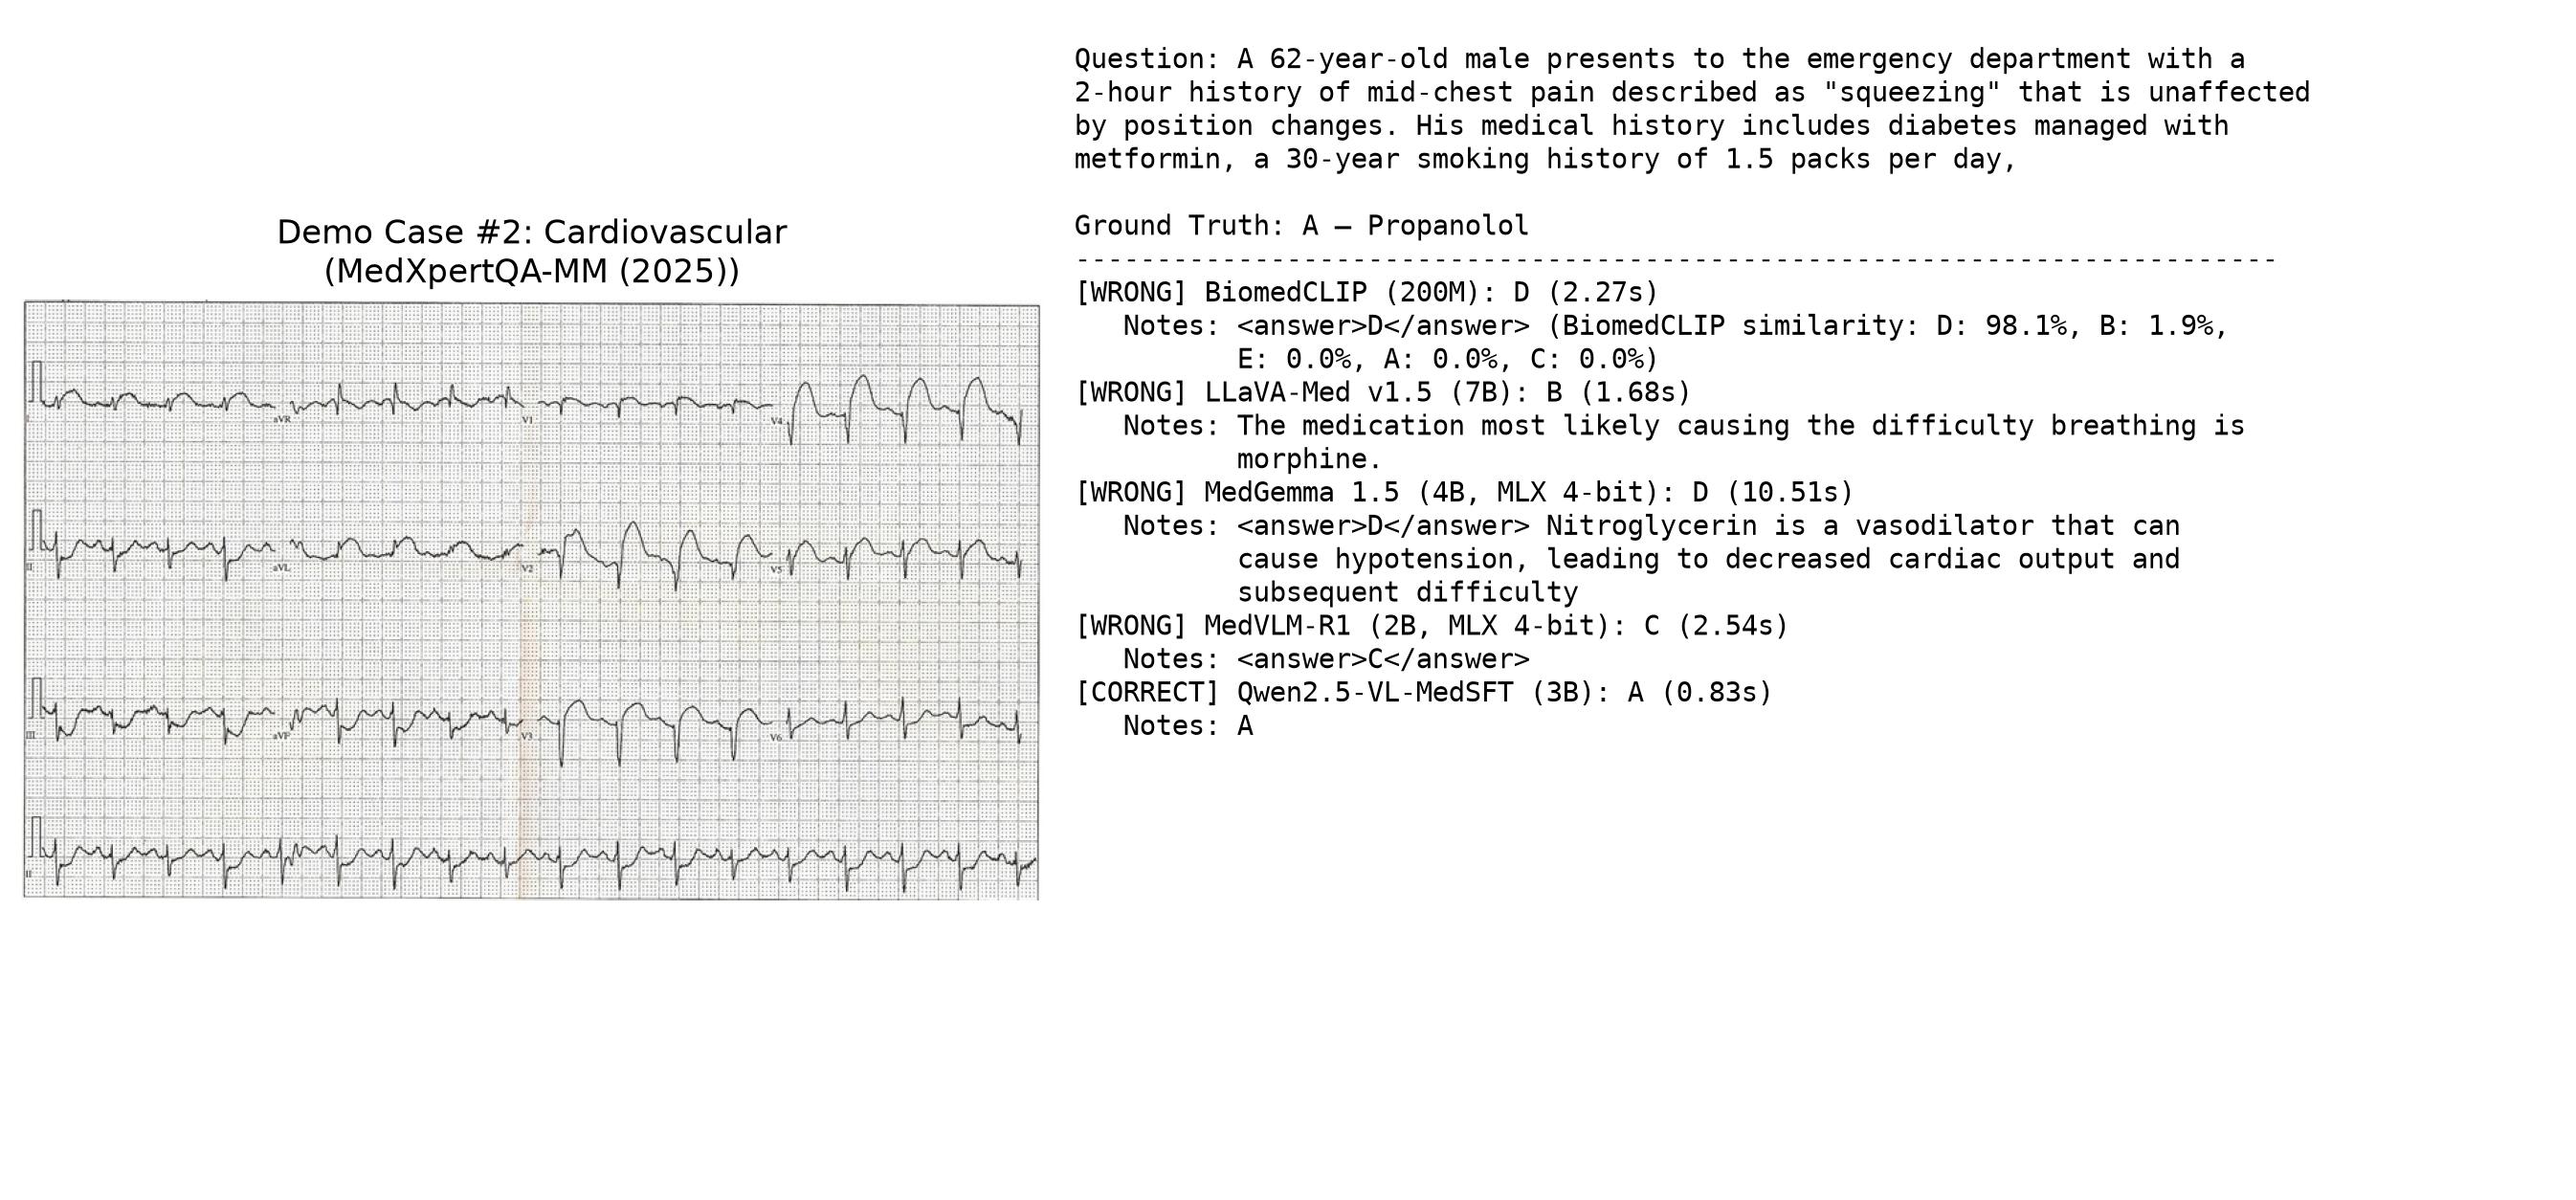 Demo Case #2: Cardiovascular
(MedXpertQA-MM (2025))
I
aVR
V1
V4
II
aVL
V2
V5
III
aVF
V3
V6
II
Question: A 62-year-old male presents to the emergency department with a
2-hour history of mid-chest pain described as "squeezing" that is unaffected
by position changes. His medical history includes diabetes managed with
metformin, a 30-year smoking history of 1.5 packs per day,
Ground Truth: A — Propanolol
--------------------------------------------------------------------------
[WRONG] BiomedCLIP (200M): D (2.27s)
Notes: <answer>D</answer> (BiomedCLIP similarity: D: 98.1%, B: 1.9%,
E: 0.0%, A: 0.0%, C: 0.0%)
[WRONG] LLaVA-Med v1.5 (7B): B (1.68s)
Notes: The medication most likely causing the difficulty breathing is
morphine.
[WRONG] MedGemma 1.5 (4B, MLX 4-bit): D (10.51s)
Notes: <answer>D</answer> Nitroglycerin is a vasodilator that can
cause hypotension, leading to decreased cardiac output and
subsequent difficulty
[WRONG] MedVLM-R1 (2B, MLX 4-bit): C (2.54s)
Notes: <answer>C</answer>
[CORRECT] Qwen2.5-VL-MedSFT (3B): A (0.83s)
Notes: A